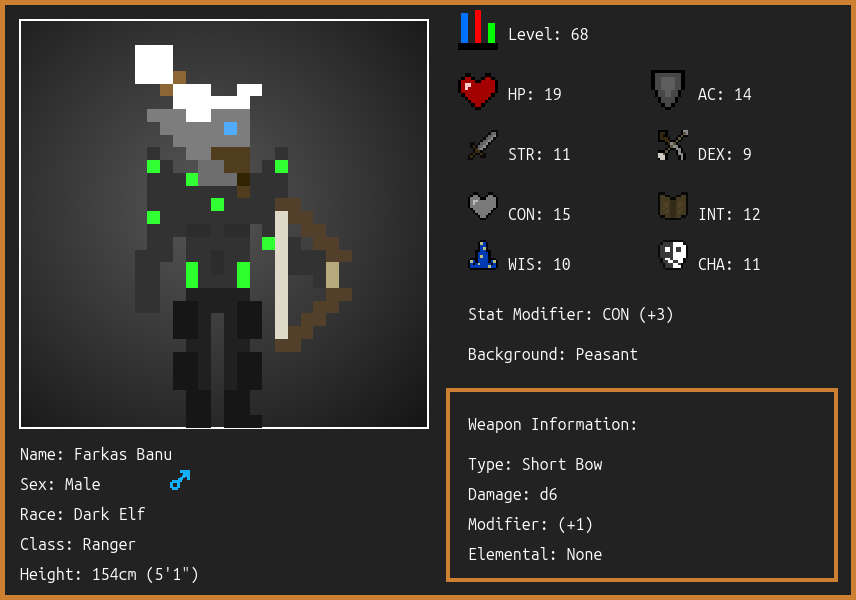 Level: 68
HP: 19
AC: 14
STR: 11
DEX: 9
CON: 15
INT: 12
WIS: 10
CHA: 11
Stat Modifier: CON (+3)
Background: Peasant
Weapon Information:
Type: Short Bow
Damage: d6
Modifier: (+1)
Elemental: None
Name: Farkas Banu
Sex: Male
Race: Dark Elf
Class: Ranger
Height: 154cm (5'1")